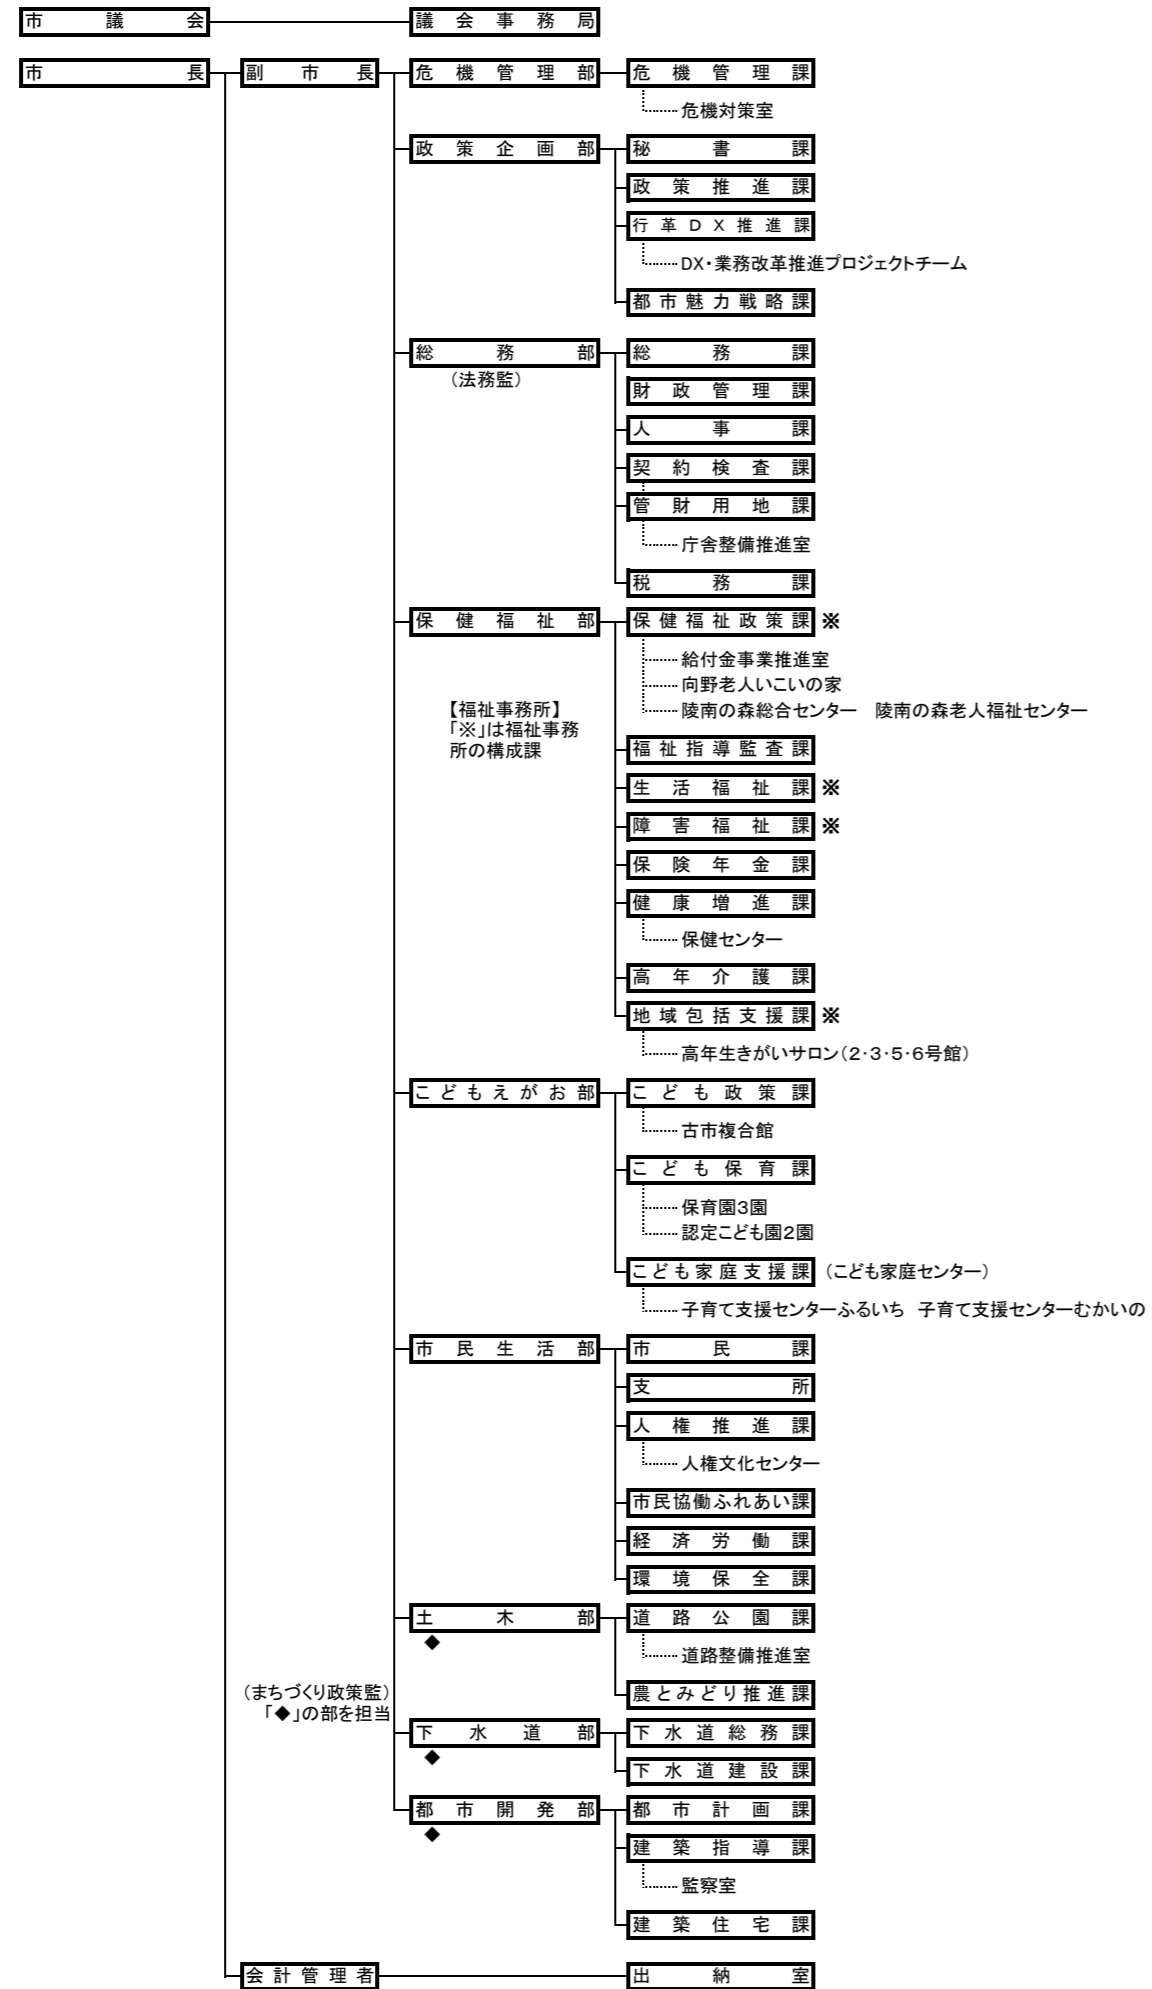 市議会 議会事務局
市長 副市長 危機管理部 危機管理課
危機対策室
政策企画部 秘書課
政策推進課
行革DX推進課
DX・業務改革推進プロジェクトチーム
都市魅力戦略課
総務部 総務課
（法務監）
財政管理課
人事課
契約検査課
管財用地課
庁舎整備推進室
税務課
保健福祉部 保健福祉政策課 ※
給付金事業推進室
向野老人いこいの家
陵南の森総合センター 陵南の森老人福祉センター
【福祉事務所】
「※」は福祉事務
所の構成課
福祉指導監査課
生活福祉課 ※
障害福祉課 ※
保険年金課
健康増進課
保健センター
高年介護課
地域包括支援課 ※
高年生きがいサロン（2・3・5・6号館）
こどもえがお部 こども政策課
古市複合館
こども保育課
保育園3園
認定こども園2園
こども家庭支援課 （こども家庭センター）
子育て支援センターふるいち 子育て支援センターむかいの
市民生活部 市民課
支所
人権推進課
人権文化センター
市民協働ふれあい課
経済労働課
環境保全課
土木部 道路公園課
◆
道路整備推進室
農とみどり推進課
（まちづくり政策監）
「◆」の部を担当
下水道部 下水道総務課
◆
下水道建設課
都市開発部 都市計画課
◆
建築指導課
監察室
建築住宅課
会計管理者 出納室